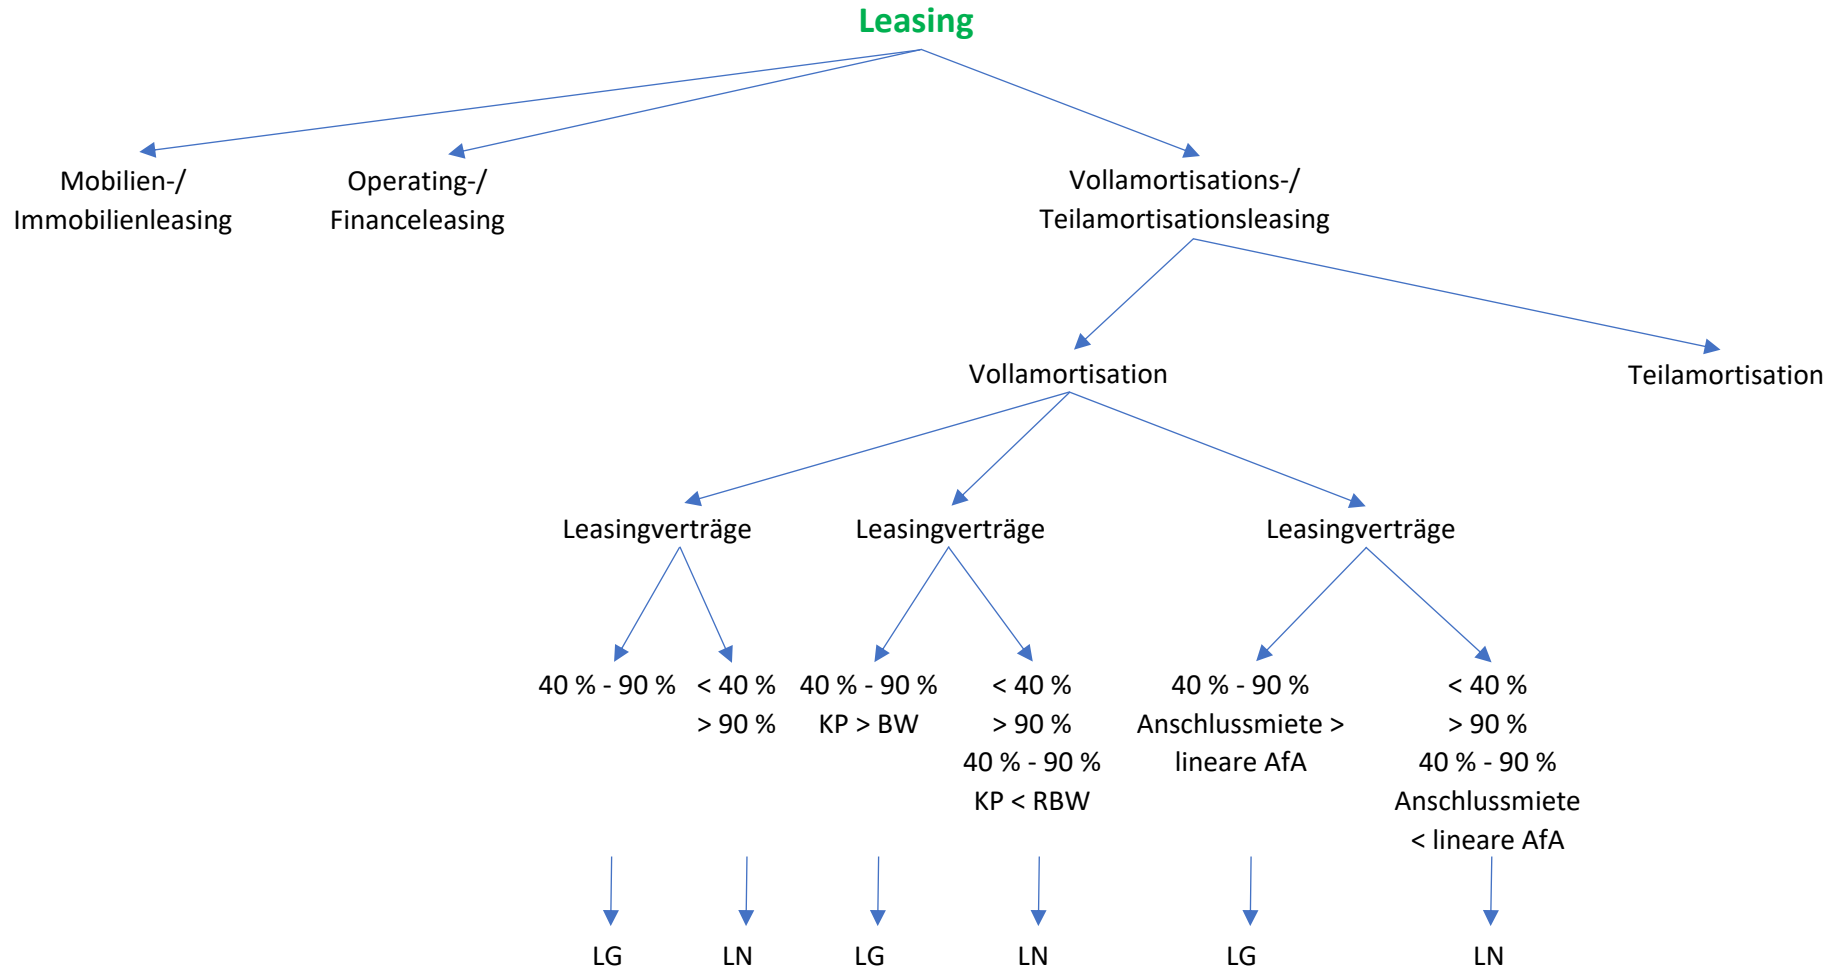 Leasing
Mobilien-/
Immobilienleasing
Operating-/
Financeleasing
Vollamortisations-/
Teilamortisationsleasing
Vollamortisation
Teilamortisation
Leasingverträge
Leasingverträge
Leasingverträge
40 % - 90 %
< 40 %
> 90 %
40 % - 90 %
KP > BW
< 40 %
> 90 %
40 % - 90 %
KP < RBW
40 % - 90 %
Anschlussmiete >
lineare AfA
< 40 %
> 90 %
40 % - 90 %
Anschlussmiete
< lineare AfA
LG
LN
LG
LN
LG
LN